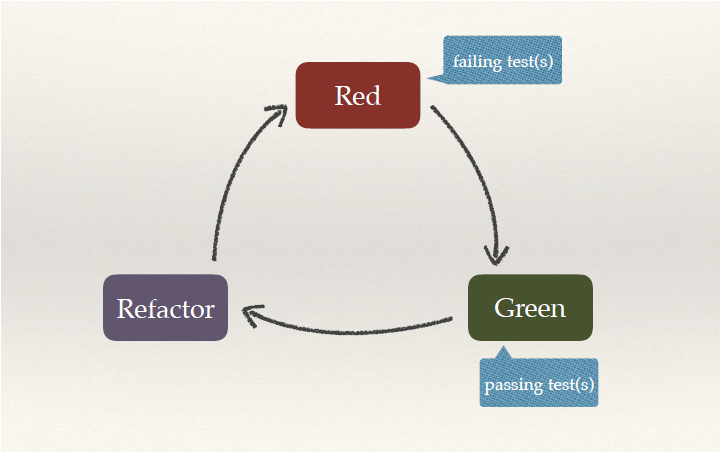 failing test(s)
Red
Refactor
Green
passing test(s)